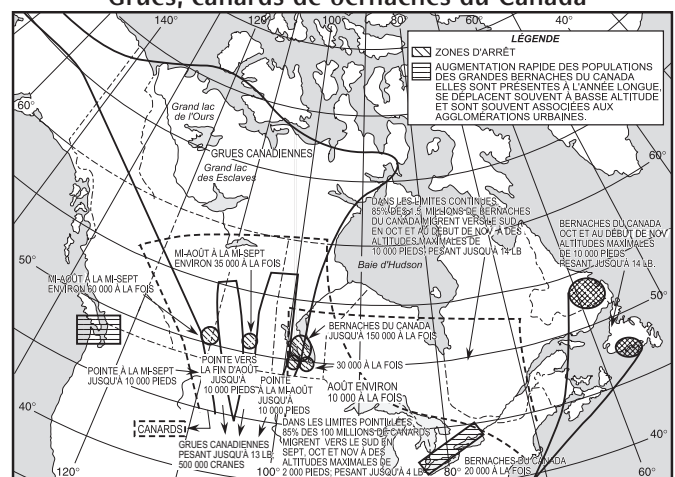 Grues, canards de bernaches du Canada
140°
120°
100°
80°
60°
40°
LÉGENDE
ZONES D'ARRÊT
AUGMENTATION RAPIDE DES POPULATIONS
DES GRANDES BERNACHES DU CANADA
ELLES SONT PRÉSENTES À L'ANNÉE LONGUE,
SE DÉPLACENT SOUVENT À BASSE ALTITUDE
ET SONT SOUVENT ASSOCIÉES AUX
AGGLOMÉRATIONS URBAINES.
60°
Grand lac
de l'Ours
GRUES CANADIENNES
Grand lac
des Esclaves
60°
DANS LES LIMITES CONTINUES,
85% DES 1.5 MILLIONS DE BERNACHES
DU CANADA MIGRENT VERS LE SUD
EN OCT ET AU DÉBUT DE NOV À DES
ALTITUDES MAXIMALES DE
10 000 PIEDS; PESANT JUSQU'À 14 LB
BERNACHES DU CANADA
OCT ET AU DÉBUT DE NOV
ALTITUDES MAXIMALES
DE 10 000 PIEDS
PESANT JUSQU'À 14 LB.
Baie d'Hudson
50°
MI-AOÛT À LA MI-SEPT
ENVIRON 35 000 À LA FOIS
MI-AOÛT À LA MI-SEPT
ENVIRON 60 000 À LA FOIS
50°
BERNACHES DU CANADA
JUSQU'À 150 000 À LA FOIS
30 000 À LA FOIS
POINTE À LA MI-SEPT
JUSQU'À 10 000 PIEDS
POINTE VERS
LA FIN D'AOÛT
JUSQU'À
10 000 PIEDS
POINTE
À LA MI-AOÛT
JUSQU'À
10 000 PIEDS
AOÛT ENVIRON
10 000 À LA FOIS
40°
CANARDS
DANS LES LIMITES POINTILLÉES,
85% DES 100 MILLIONS DE CANARDS
MIGRENT VERS LE SUD EN
SEPT, OCT ET NOV À DES
ALTITUDES MAXIMALES DE
2 000 PIEDS; PESANT JUSQU'À 4 LB
GRUES CANADIENNES
PESANT JUSQU'À 13 LB
500 000 CRANES
BERNACHES DU CANADA
20 000 À LA FOIS
40°
120°
100°
80°
60°